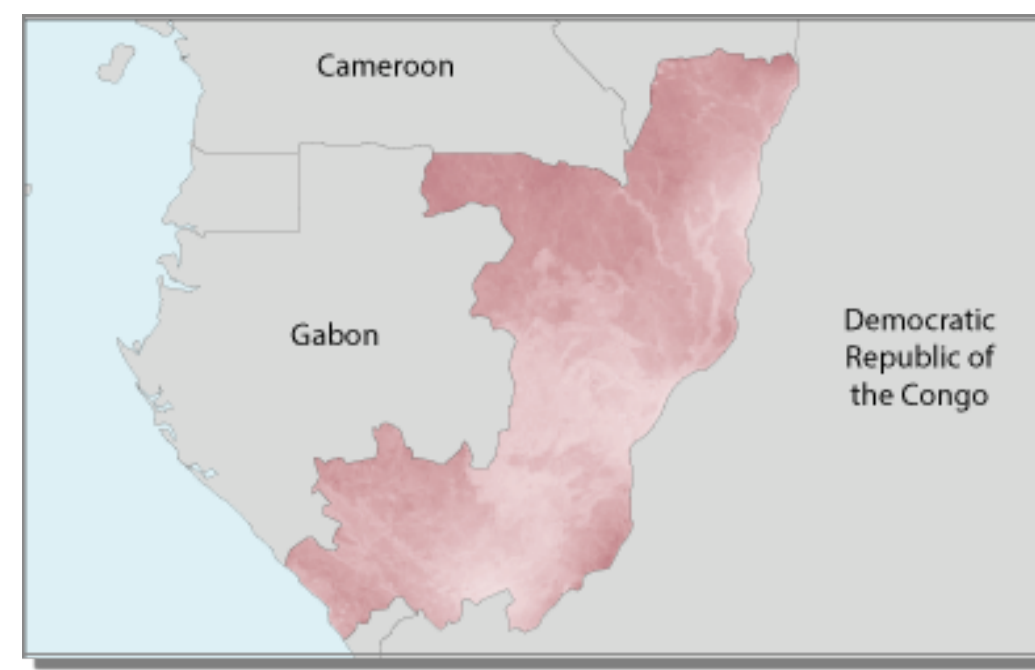 Cameroon
Gabon
Democratic
Republic of
the Congo